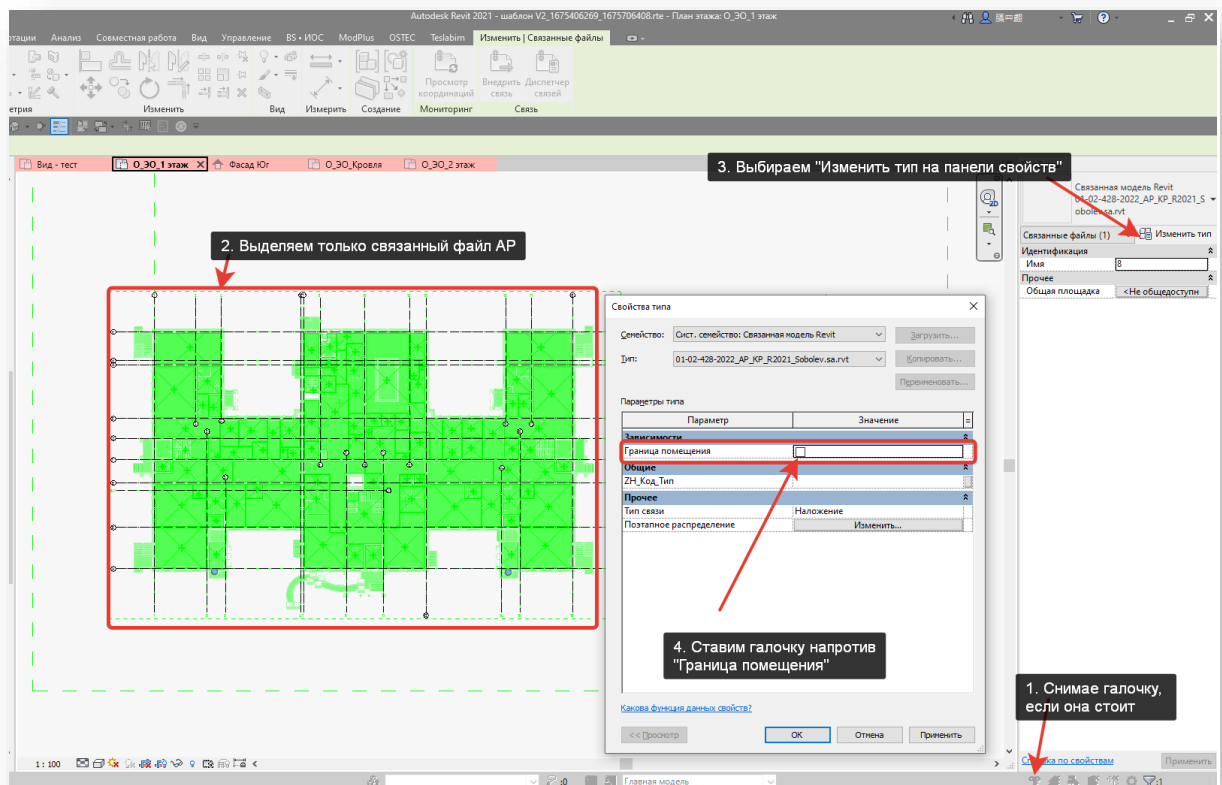 Autodesk Revit 2021 - шаблон V2_1675406269_1675706408.rte - План этажа: О_ЭО_1 этаж
тации Анализ Совместная работа Вид Управление BS • ИОС ModPlus OSTEC Teslabim Изменить | Связанные файлы
Просмотр координаций
Внедрить связь
Диспетчер связей
етрия Изменить Вид Измерить Создание Мониторинг Связь
Вид - тест О_ЭО_1 этаж Фасад Юг О_ЭО_Кровля О_ЭО_2 этаж
3. Выбираем "Изменить тип на панели свойств"
Связанная модель Revit
01-02-428-2022_AP_KP_R2021_S
obolev.sa.rvt
Связанные файлы (1) Изменить тип
Идентификация
Имя 8
Прочее
Общая площадка <Не общедоступн
2D
2. Выделяем только связанный файл АР
Свойства типа
Семейство: Сист. семейство: Связанная модель Revit Загрузить...
Тип: 01-02-428-2022_AP_KP_R2021_Sobolev.sa.rvt Копировать...
Переименовать...
Параметры типа
Параметр Значение =
Зависимости
Граница помещения
Общие
ZH_Код_Тип
Прочее
Тип связи Наложение
Поэтапное распределение Изменить...
4. Ставим галочку напротив
"Граница помещения"
Какова функция данных свойств?
<< Просмотр ОК Отмена Применить
1. Снимае галочку,
если она стоит
1 : 100
Справка по свойствам Применить
:0 Главная модель :1